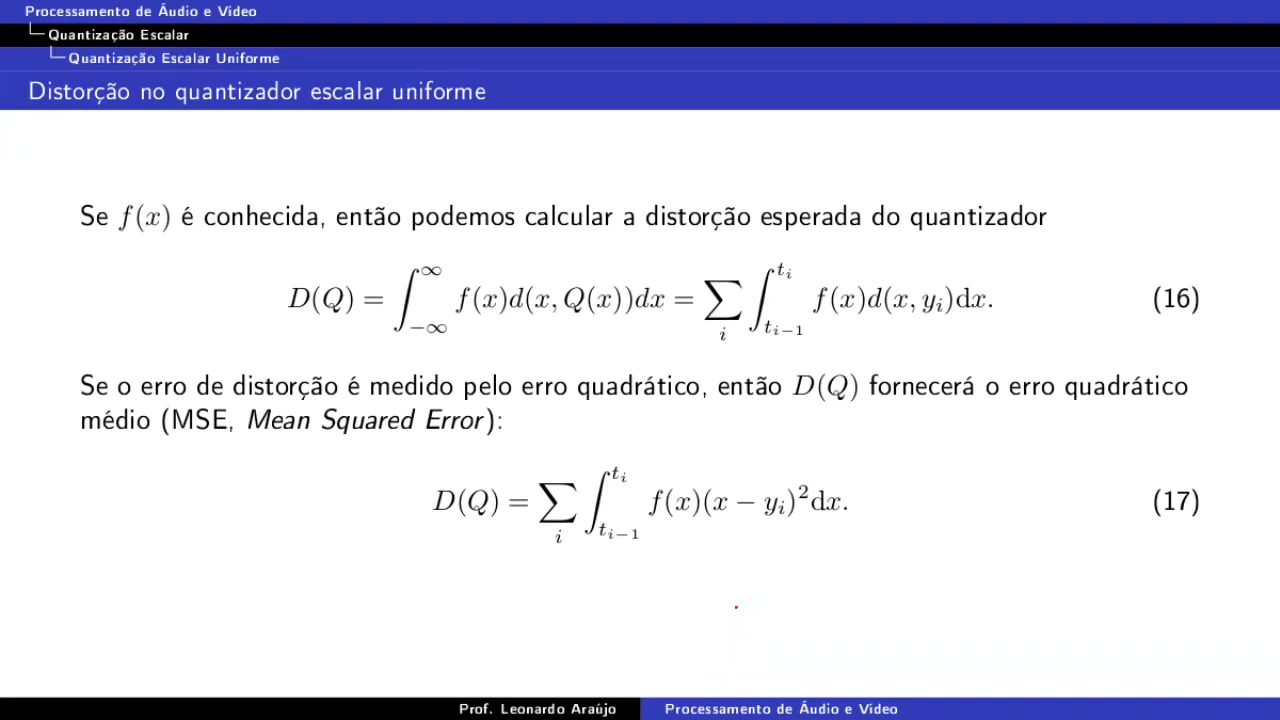 Processamento de Áudio e Vídeo
Quantização Escalar
Quantização Escalar Uniforme
Distorção no quantizador escalar uniforme
Se f(x) é conhecida, então podemos calcular a distorção esperada do quantizador
D(Q) = ∫_{−∞}^{∞} f(x)d(x, Q(x))dx = ∑_i ∫_{t_{i−1}}^{t_i} f(x)d(x, y_i)dx. (16)
Se o erro de distorção é medido pelo erro quadrático, então D(Q) fornecerá o erro quadrático
médio (MSE, Mean Squared Error):
D(Q) = ∑_i ∫_{t_{i−1}}^{t_i} f(x)(x − y_i)²dx. (17)
Prof. Leonardo Araújo
Processamento de Áudio e Vídeo